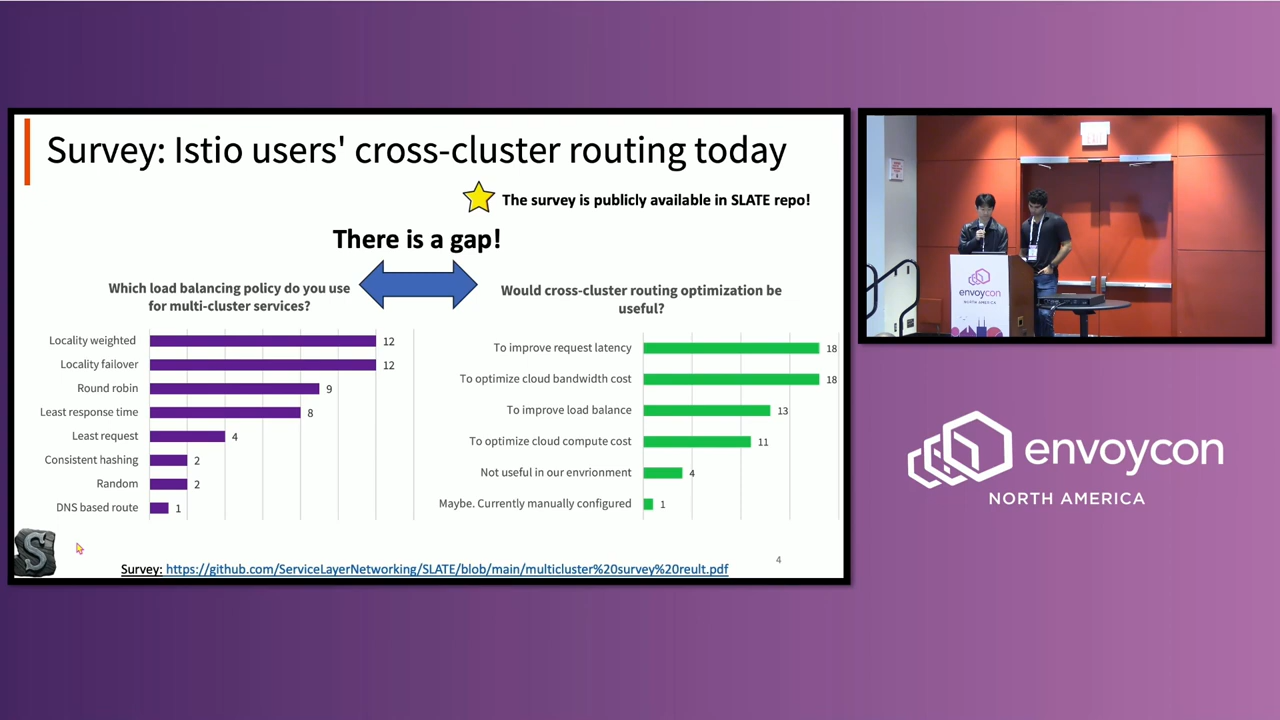 Survey: Istio users' cross-cluster routing today
The survey is publicly available in SLATE repo!
There is a gap!
Which load balancing policy do you use
for multi-cluster services?
Locality weighted 12
Locality failover 12
Round robin 9
Least response time 8
Least request 4
Consistent hashing 2
Random 2
DNS based route 1
Would cross-cluster routing optimization be
useful?
To improve request latency 18
To optimize cloud bandwidth cost 18
To improve load balance 13
To optimize cloud compute cost 11
Not useful in our envrionment 4
Maybe. Currently manually configured 1
S
4
Survey: https://github.com/ServiceLayerNetworking/SLATE/blob/main/multicluster%20survey%20reult.pdf
EXIT
envoycon
NORTH AMERICA
envoycon
NORTH AMERICA